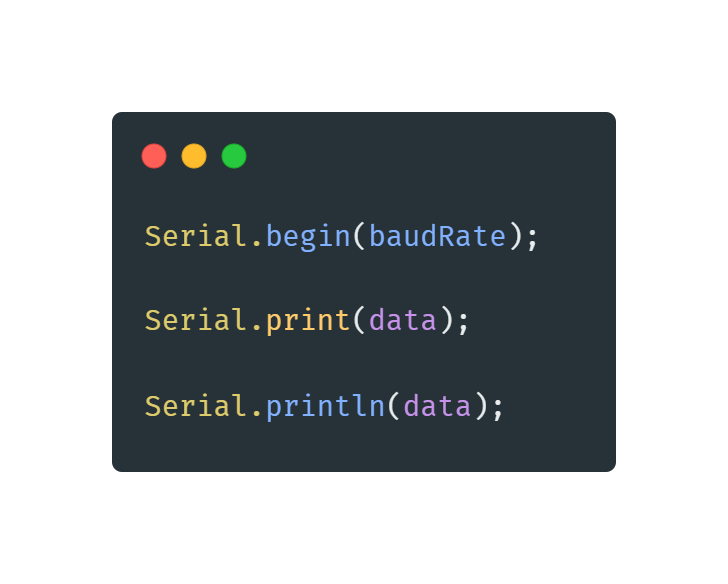 Serial.begin(baudRate);
Serial.print(data);
Serial.println(data);